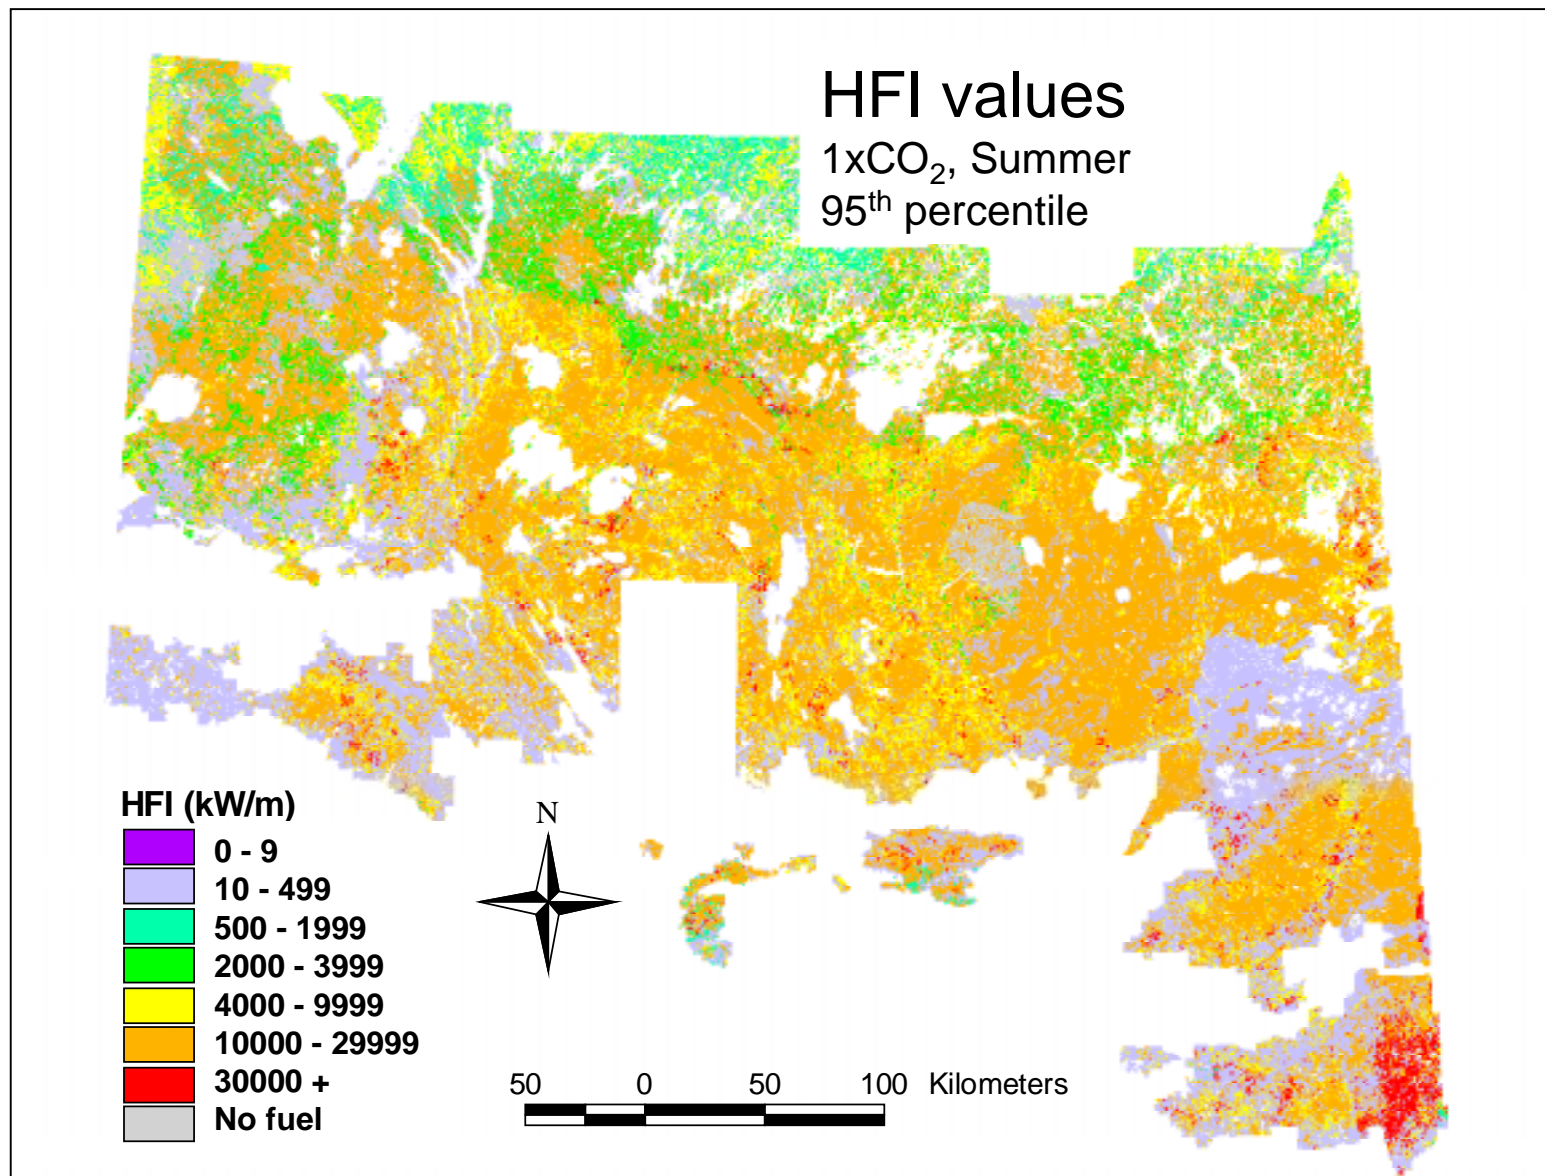 HFI values
1xCO2, Summer
95th percentile
HFI (kW/m)
0 - 9
10 - 499
500 - 1999
2000 - 3999
4000 - 9999
10000 - 29999
30000 +
No fuel
N
50 0 50 100 Kilometers